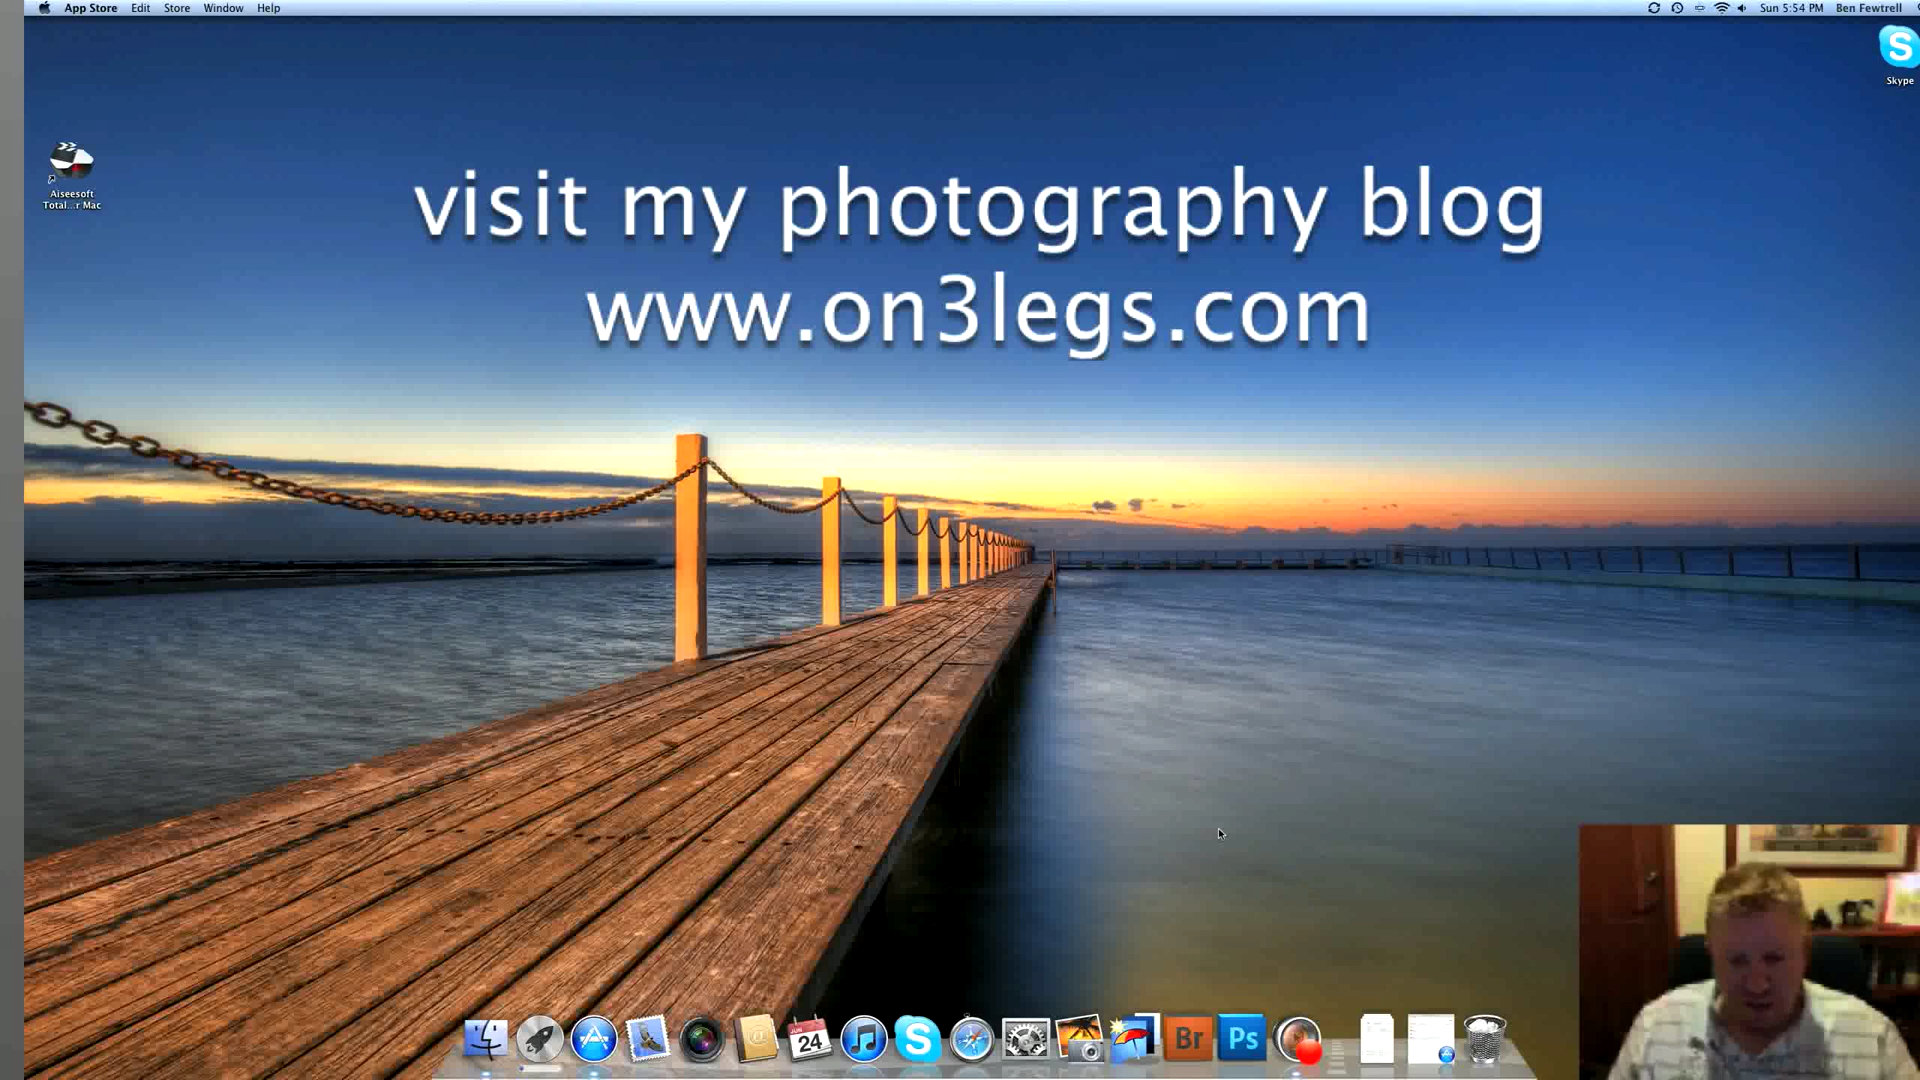 App Store Edit Store Window Help
Sun 5:54 PM Ben Fewtrell
Skype
Aiseesoft
Total...r Mac
visit my photography blog
www.on3legs.com
JUN
24
Br
Ps